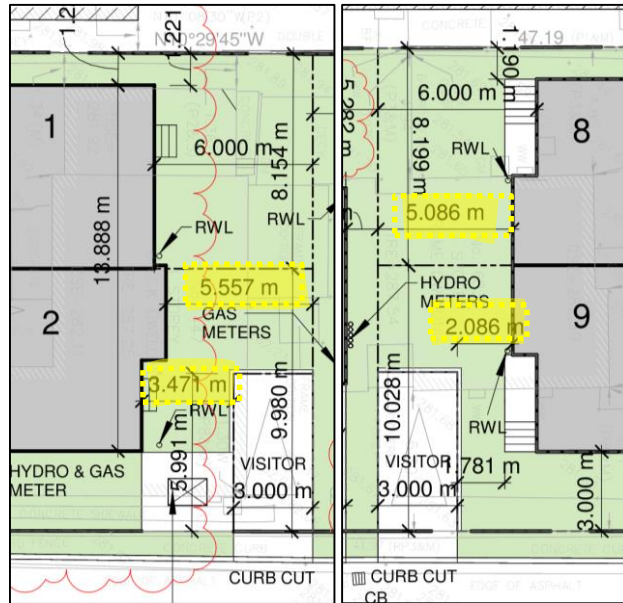 1.221
N10°29'45"W
1
6.000 m
8.154 m
RWL
RWL
13.888 m
5.557 m
GAS
METERS
2
3.471 m
RWL
5.991 m
9.980 m
VISITOR
3.000 m
HYDRO & GAS
METER
CURB CUT
47.19
1.190 m
6.000 m
5.282 m
8.199 m
8
RWL
5.086 m
HYDRO
METERS
2.086 m
9
RWL
10.028 m
VISITOR
1.781 m
3.000 m
3.000 m
CURB CUT
CB
EDGE OF ASPHALT